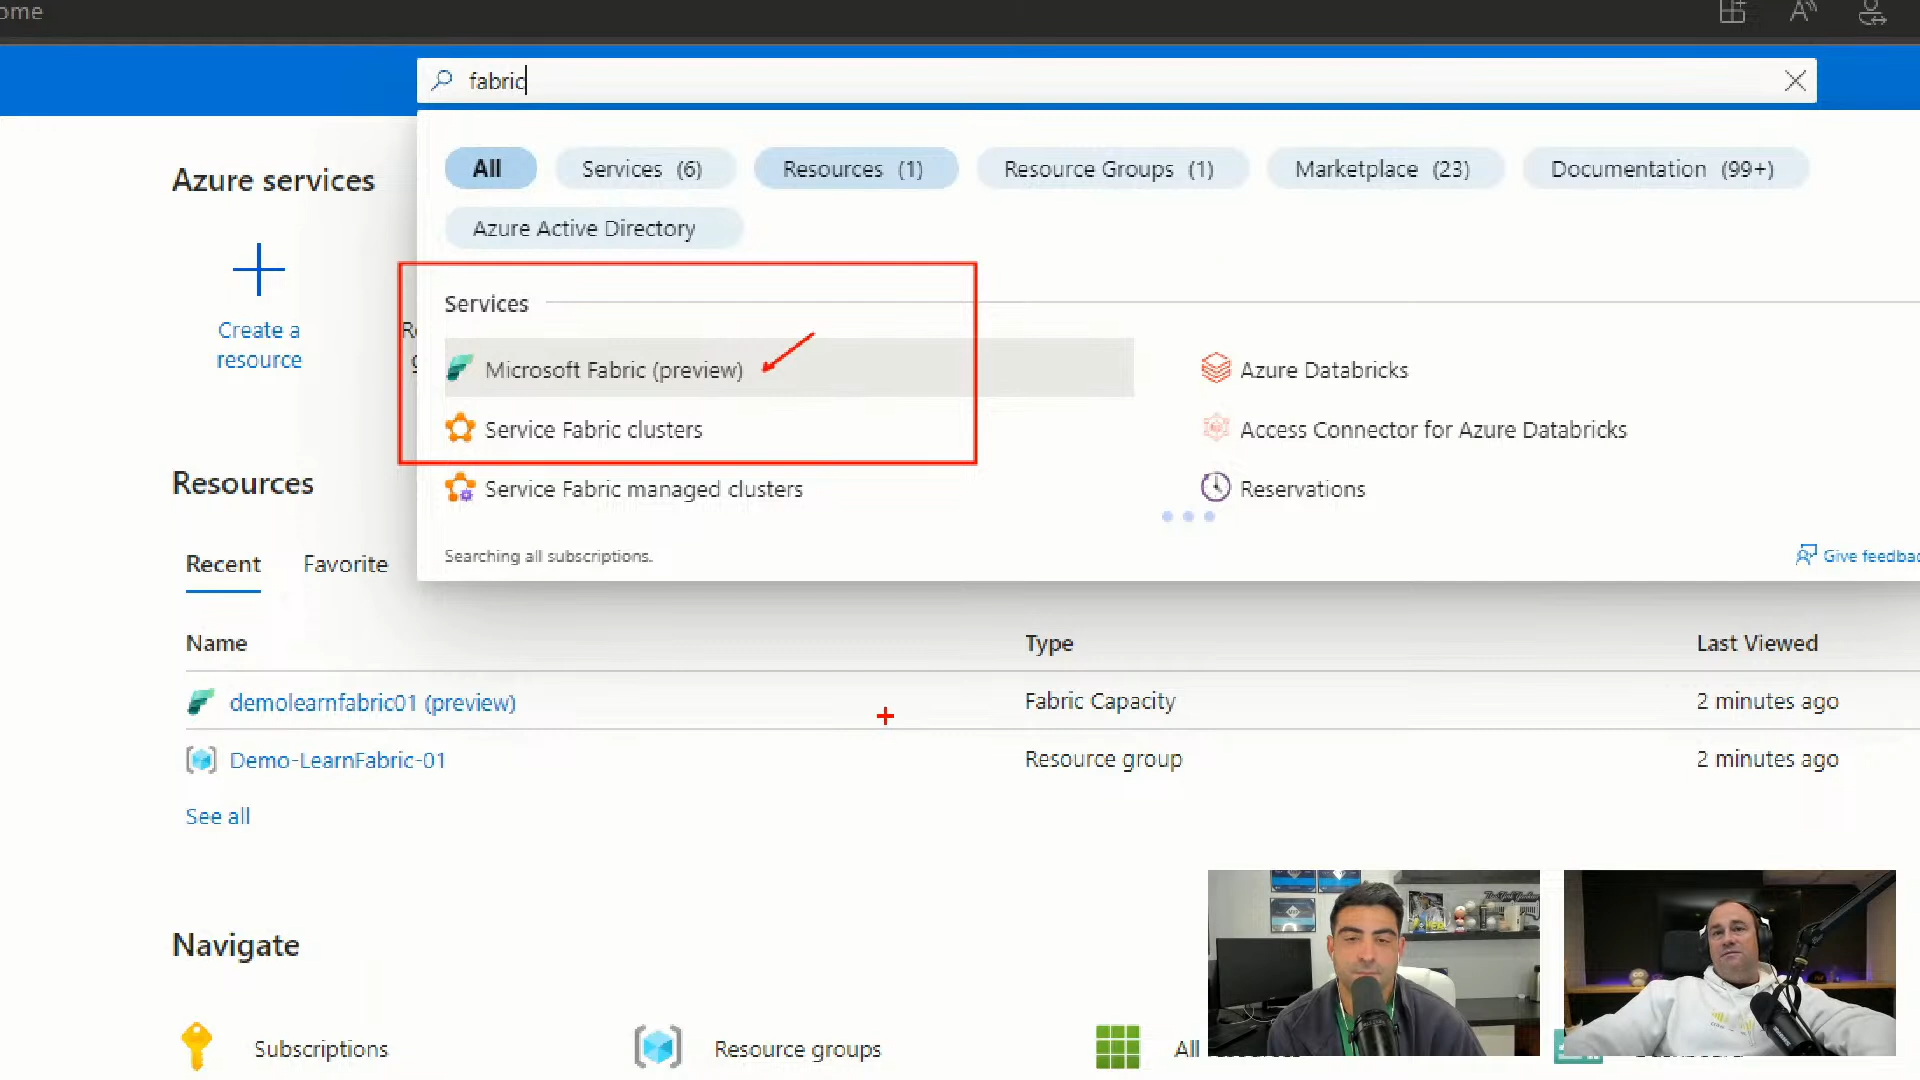 ome
fabric
All
Services (6)
Resources (1)
Resource Groups (1)
Marketplace (23)
Documentation (99+)
Azure Active Directory
Azure services
Create a
resource
Services
Microsoft Fabric (preview)
Azure Databricks
Service Fabric clusters
Access Connector for Azure Databricks
Service Fabric managed clusters
Reservations
Searching all subscriptions.
Give feedbac
Resources
Recent
Favorite
Name
Type
Last Viewed
demolearnfabric01 (preview)
Fabric Capacity
2 minutes ago
Demo-LearnFabric-01
Resource group
2 minutes ago
See all
Navigate
Subscriptions
Resource groups
All